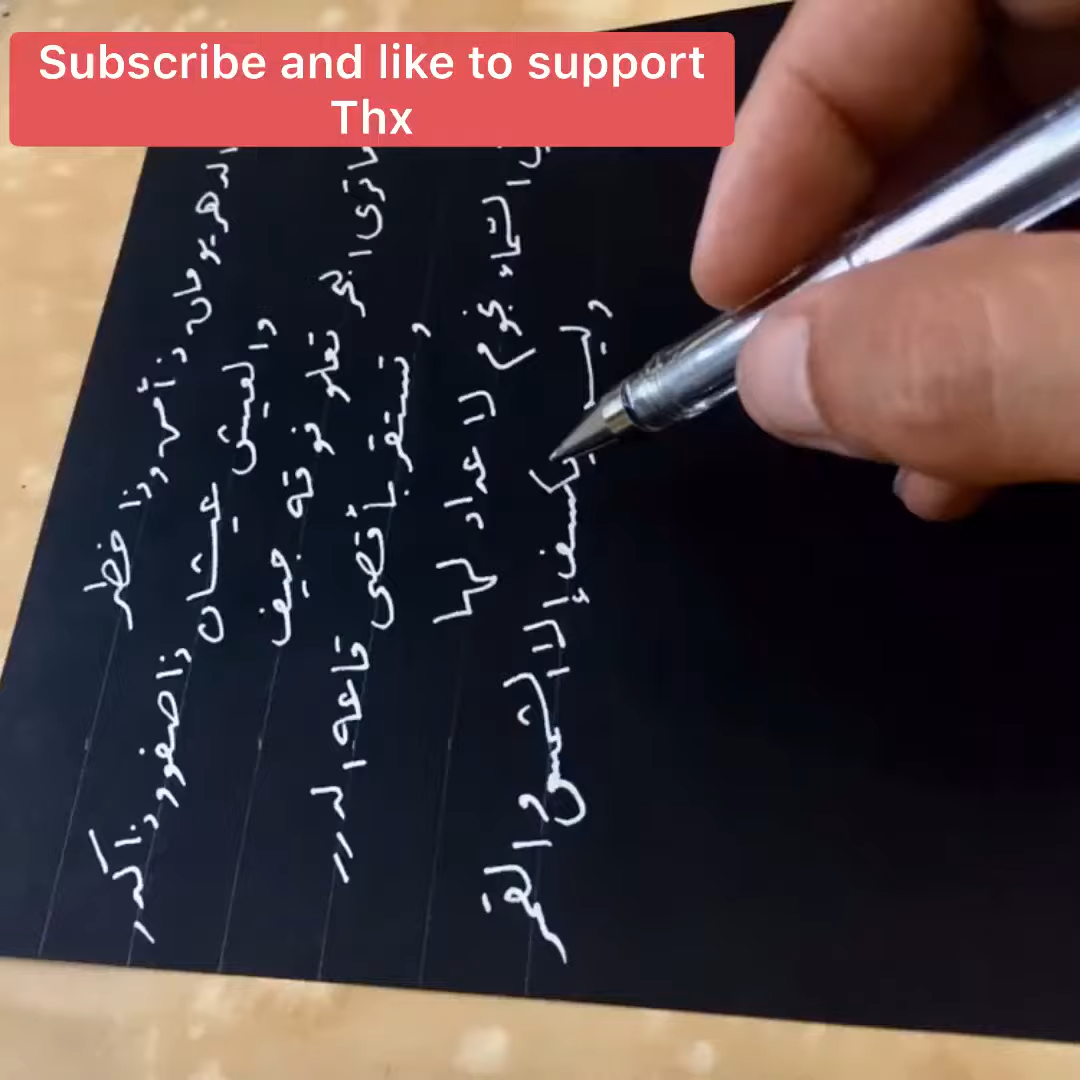 Subscribe and like to support
Thx
الدهر يومان ذا أمن وذا خطر
والعيش عيشان ذا صفو وذا كدر
ما ترى البحر تعلو فوقه جيف
وتستقر بأقصى قاعه الدرر
السماء نجوم لا عداد لها
وليس يكسف إلا الشمس والقمر